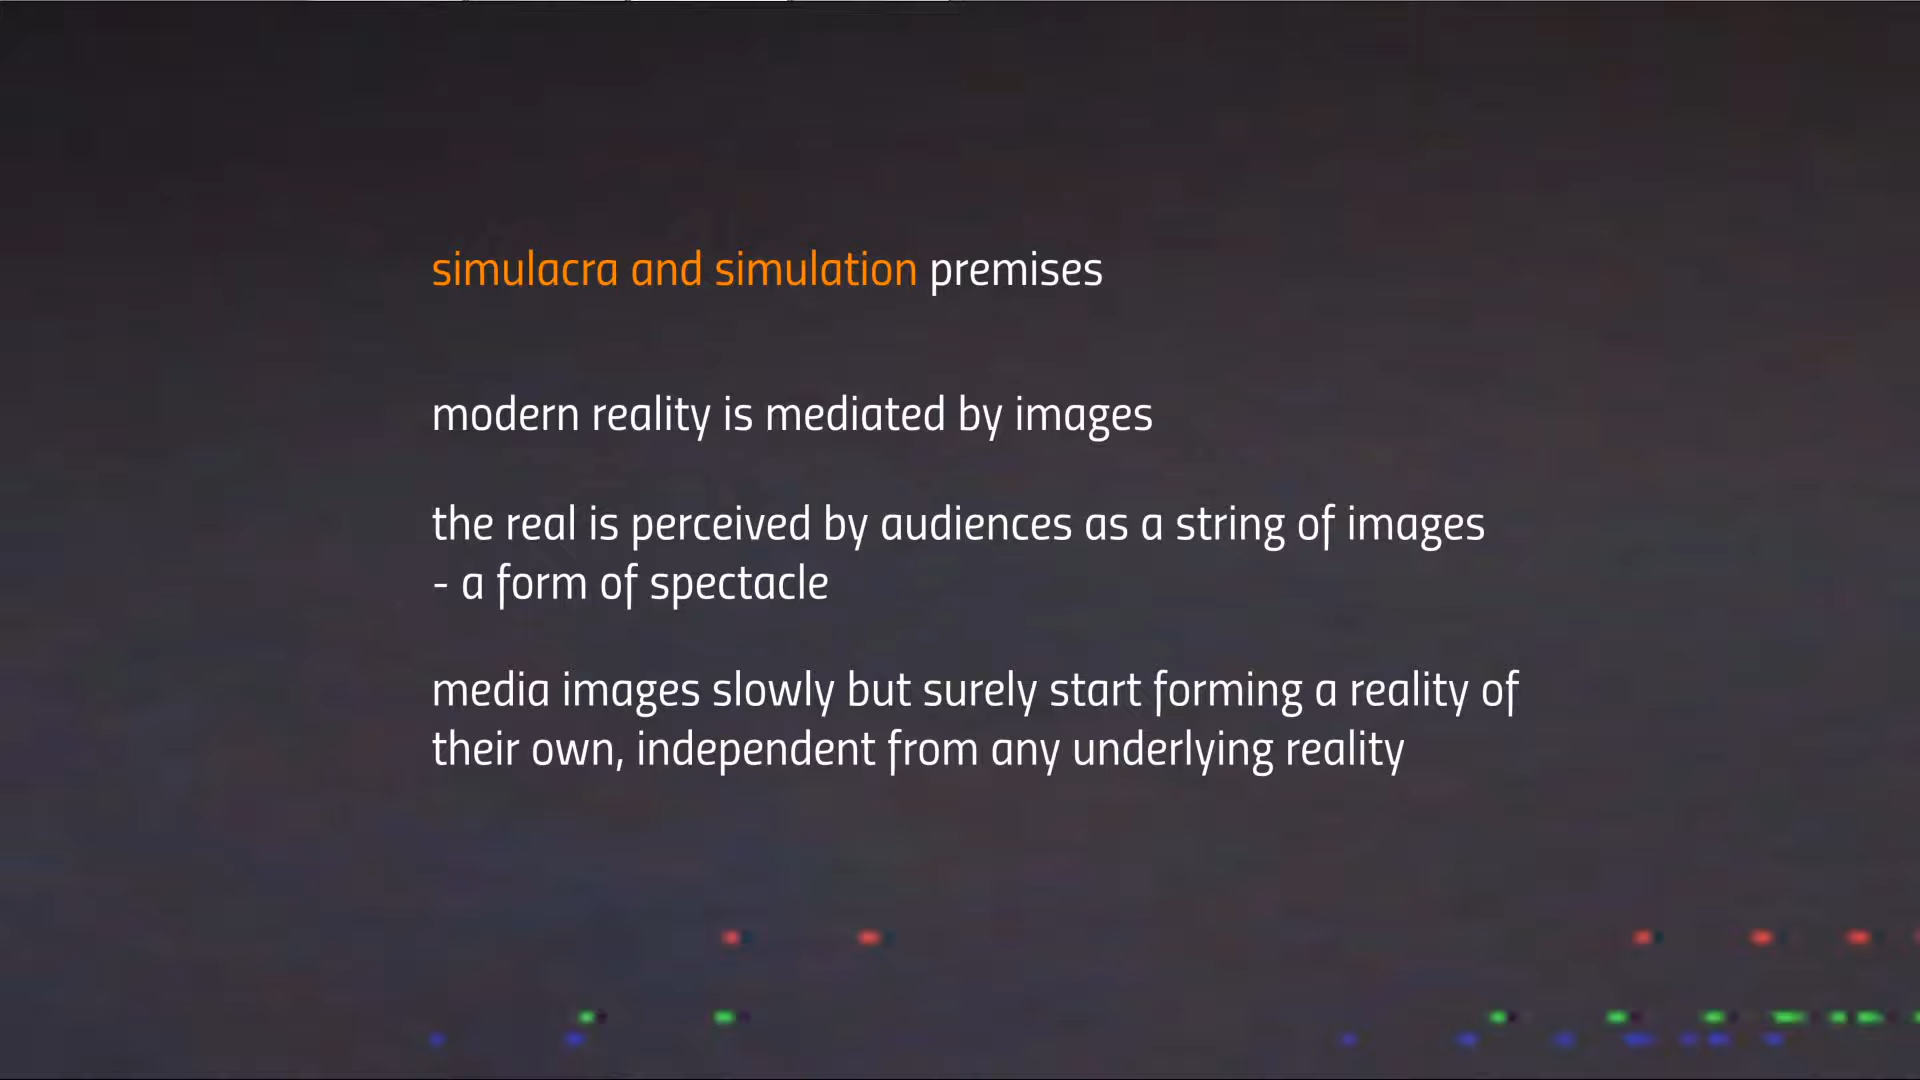 simulacra and simulation premises
modern reality is mediated by images
the real is perceived by audiences as a string of images
- a form of spectacle
media images slowly but surely start forming a reality of
their own, independent from any underlying reality